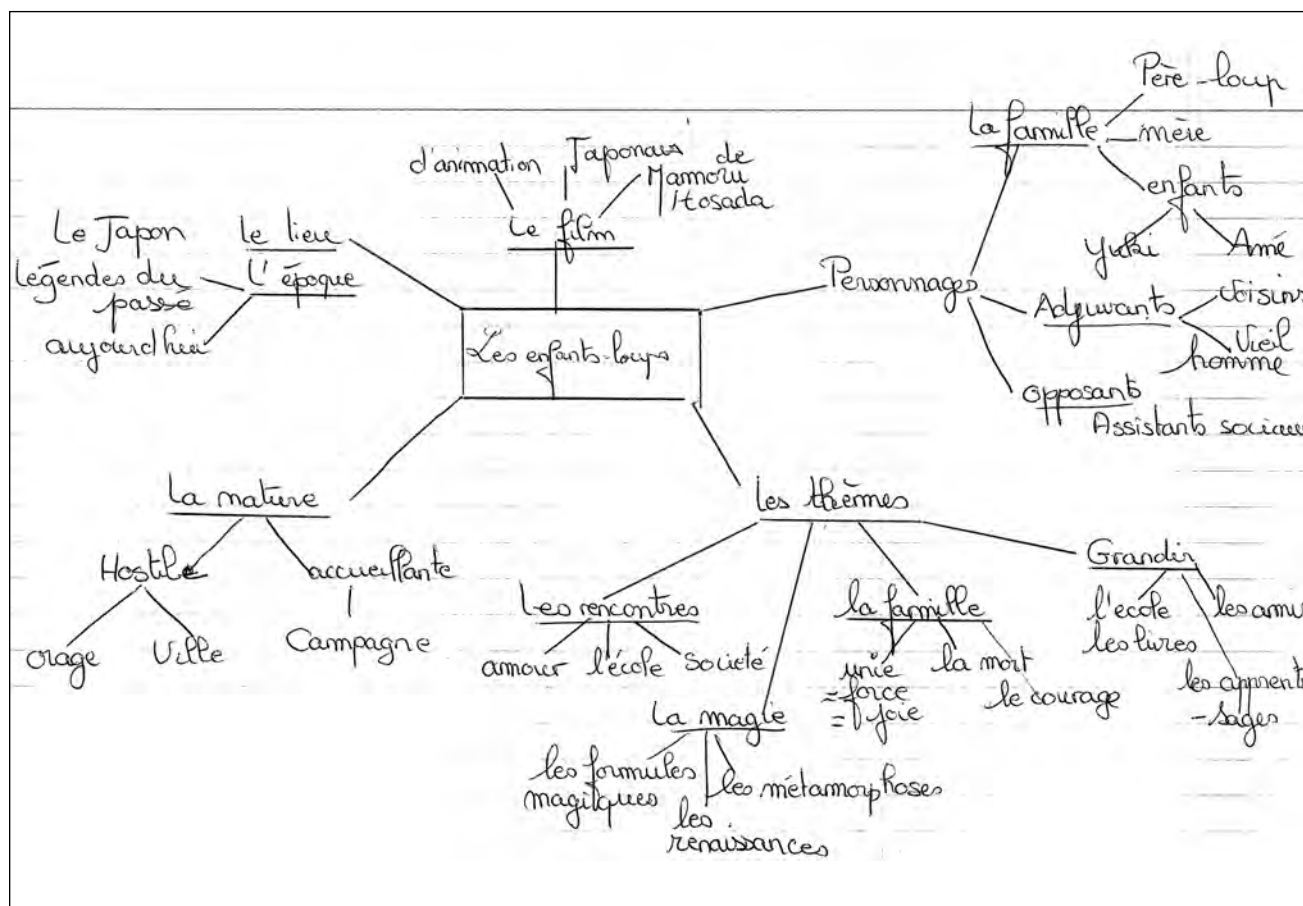 Les enfants-loups
Le film
d'animation
Japonais
de
Mamoru
Hosada
Le lieu
Le Japon
L'époque
légendes du
passé
aujourd'hui
Personnages
La famille
Père-loup
mère
enfants
Yuki
Amé
Adjuvants
Voisins
Vieil
homme
Opposants
Assistants sociaux
La nature
Hostile
orage
Ville
accueillante
Campagne
Les thèmes
Les rencontres
amour
l'école
société
La magie
les formules
magiques
les
renaissances
les métamorphoses
la famille
unie
= force
= joie
la mort
le courage
Grandir
l'école
les livres
les amis
les apprentis
-sages